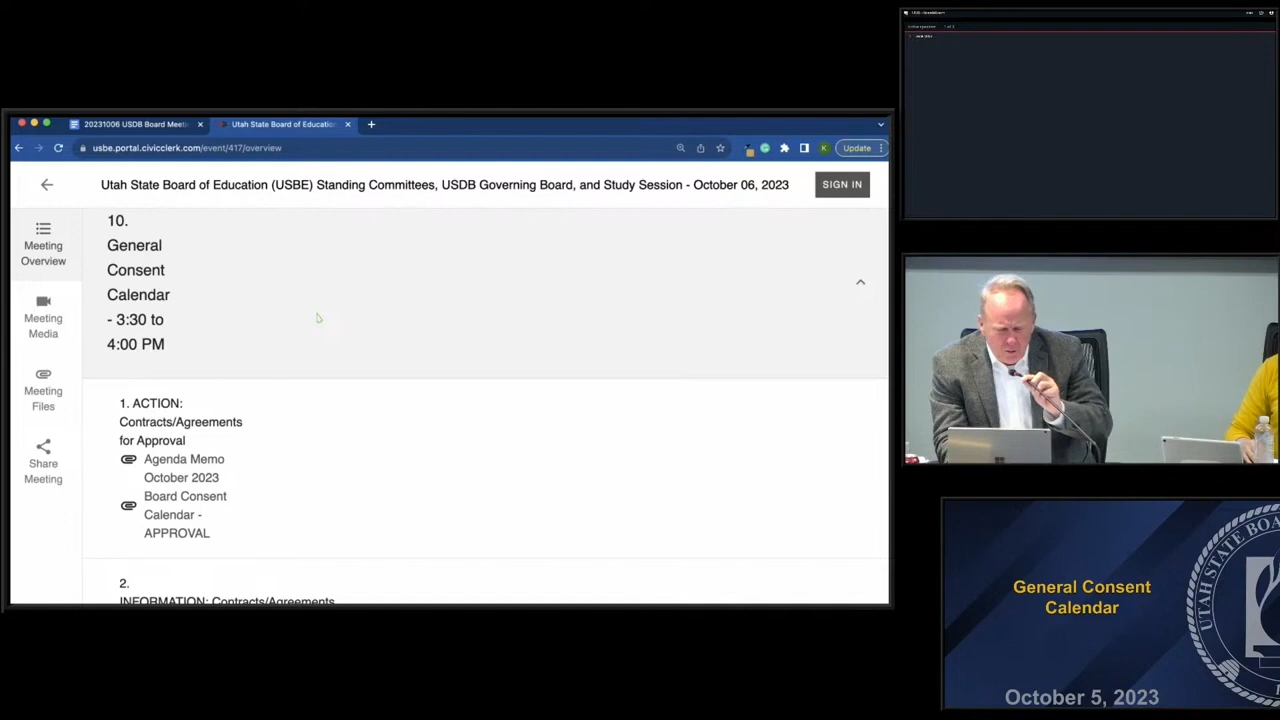 20231006 USDB Board Meeti
Utah State Board of Education
usbe.portal.civicclerk.com/event/417/overview
K
Update
Utah State Board of Education (USBE) Standing Committees, USDB Governing Board, and Study Session - October 06, 2023
SIGN IN
Meeting
Overview
Meeting
Media
Meeting
Files
Share
Meeting
10.
General
Consent
Calendar
- 3:30 to
4:00 PM
1. ACTION:
Contracts/Agreements
for Approval
Agenda Memo
October 2023
Board Consent
Calendar -
APPROVAL
2.
INFORMATION: Contracts/Agreements
General Consent
Calendar
October 5, 2023
UTAH STATE BOA